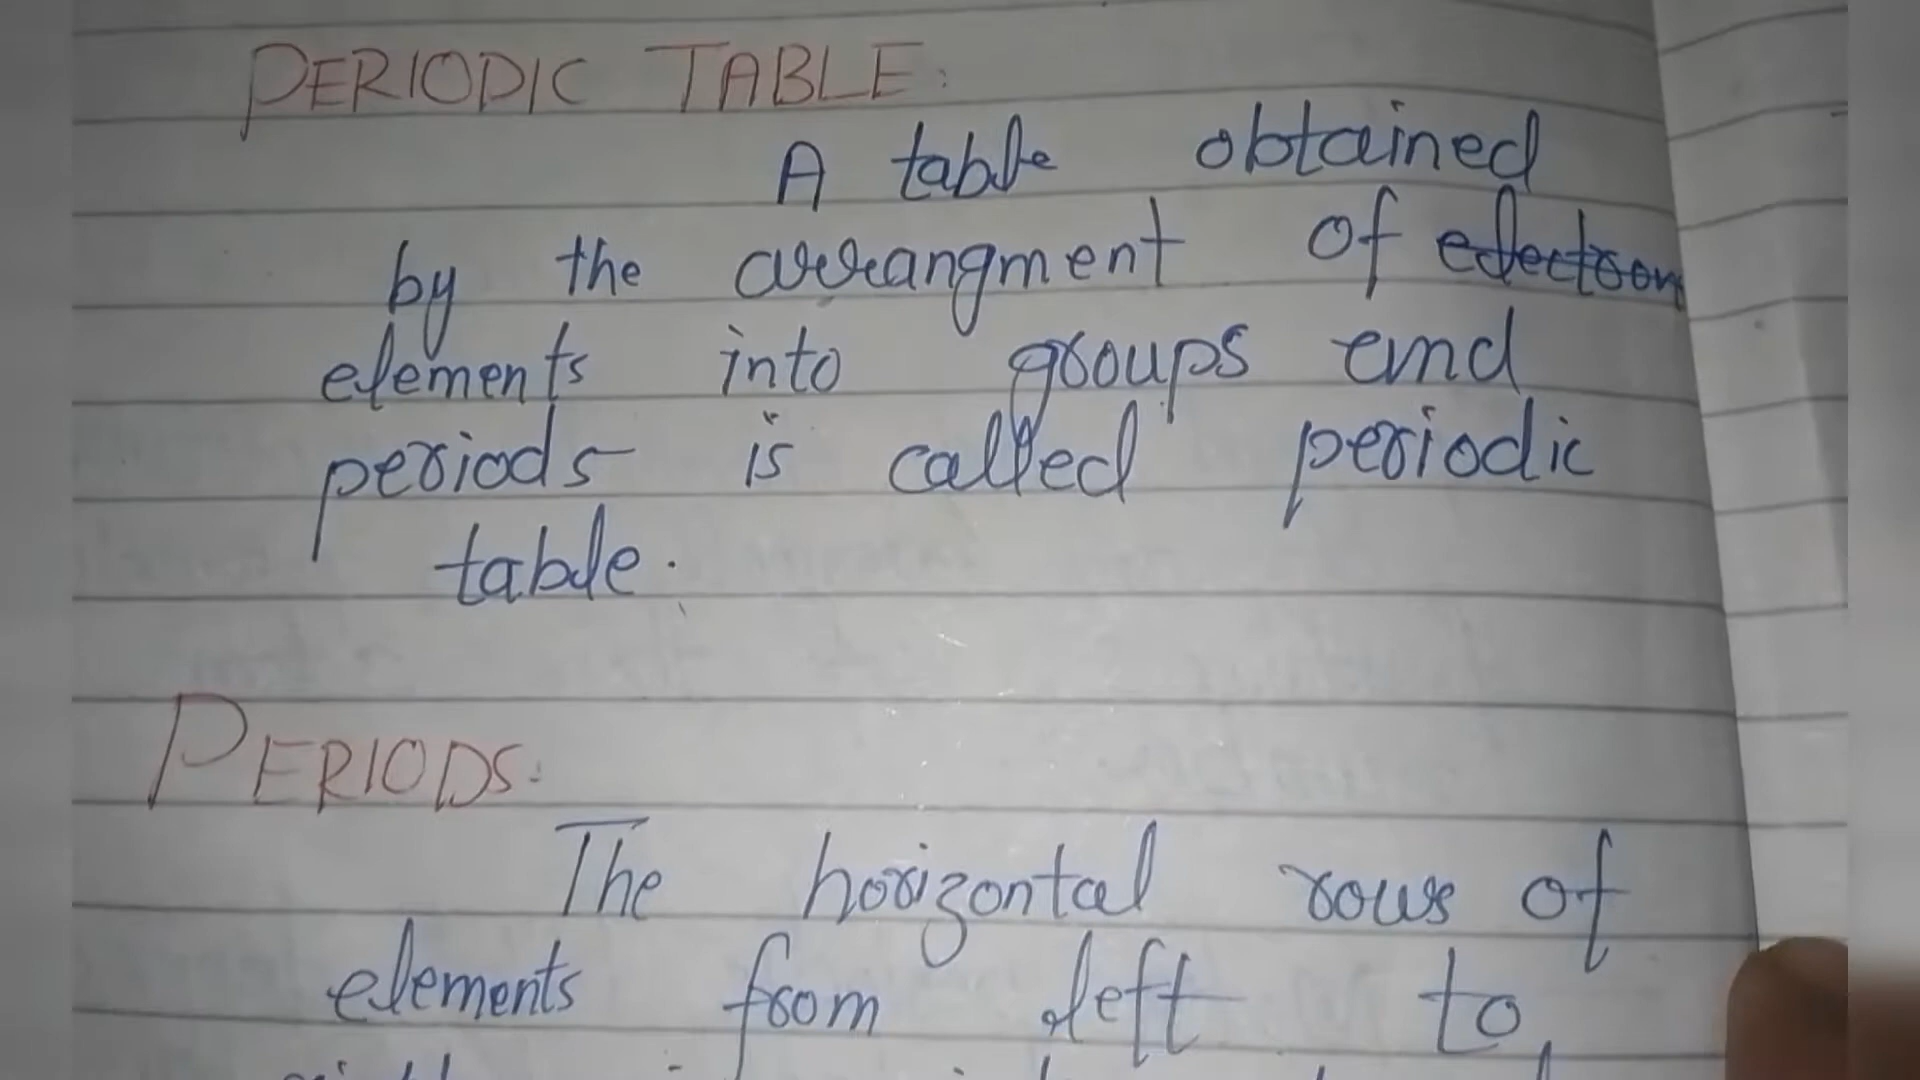 PERIODIC TABLE:
A table obtained
by the arrangment of electron
elements into groups and
periods is called periodic
table.
PERIODS:
The horizontal rows of
elements from left to